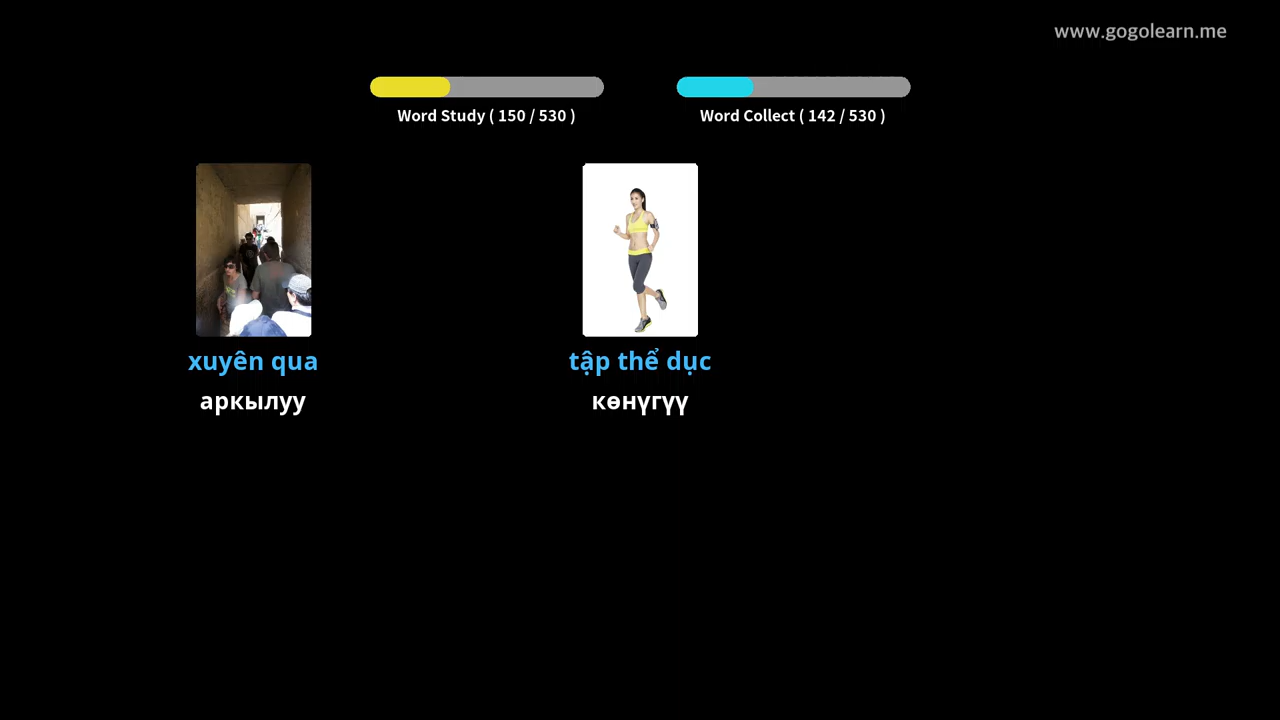 www.gogolearn.me
Word Study ( 150 / 530 )
Word Collect ( 142 / 530 )
xuyên qua
аркылуу
tập thể dục
көнүгүү